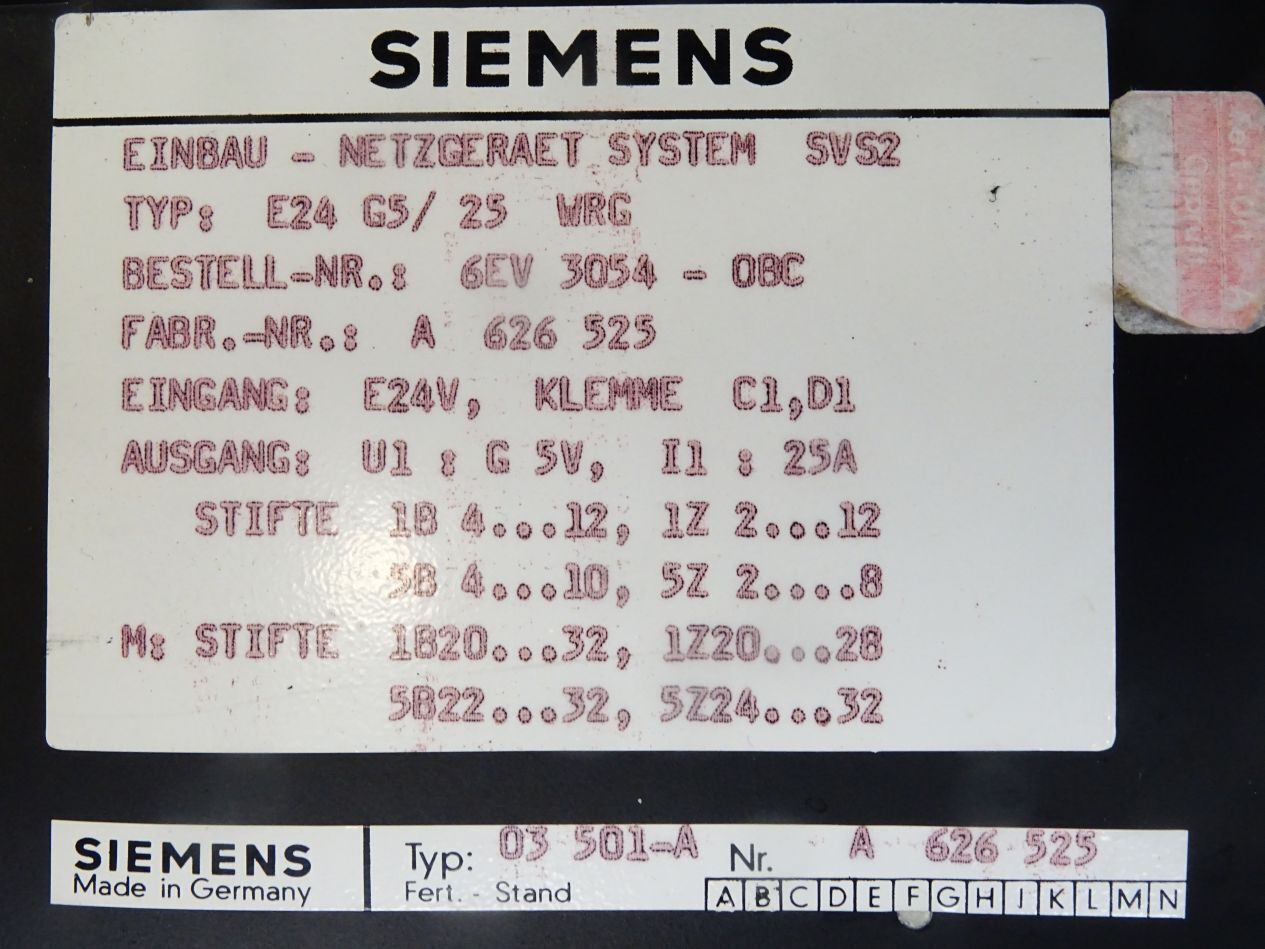 SIEMENS
EINBAU - NETZGERAET SYSTEM SVS2
TYP: E24 G5/ 25 WRG
BESTELL-NR.: 6EV 3054 - 0BC
FABR.-NR.: A 626 525
EINGANG: E24V, KLEMME C1,D1
AUSGANG: U1 : G 5V, I1 : 25A
STIFTE 1B 4...12, 1Z 2...12
5B 4...10, 5Z 2....8
M: STIFTE 1B20...32, 1Z20...28
5B22...32, 5Z24...32
SIEMENS
Made in Germany
Typ: 03 501-A Nr. A 626 525
Fert. - Stand A B C D E F G H J K L M N